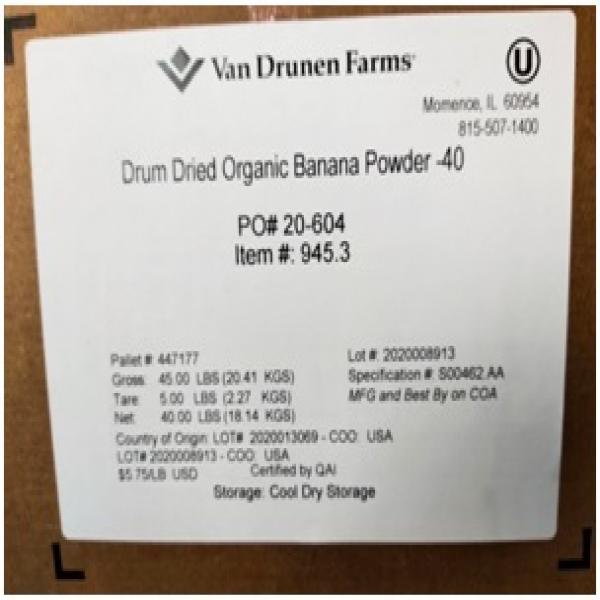 Van Drunen Farms
U
Momence, IL 60954
815-507-1400
Drum Dried Organic Banana Powder -40
PO# 20-604
Item #: 945.3
Pallet # 447177
Lot #: 2020008913
Gross: 45.00 LBS (20.41 KGS)
Specification #: S00462.AA
Tare: 5.00 LBS (2.27 KGS)
MFG and Best By on COA
Net: 40.00 LBS (18.14 KGS)
Country of Origin: LOT# 2020013069 - COO: USA
LOT# 2020008913 - COO: USA
$5.75/LB USD Certified by QAI
Storage: Cool Dry Storage